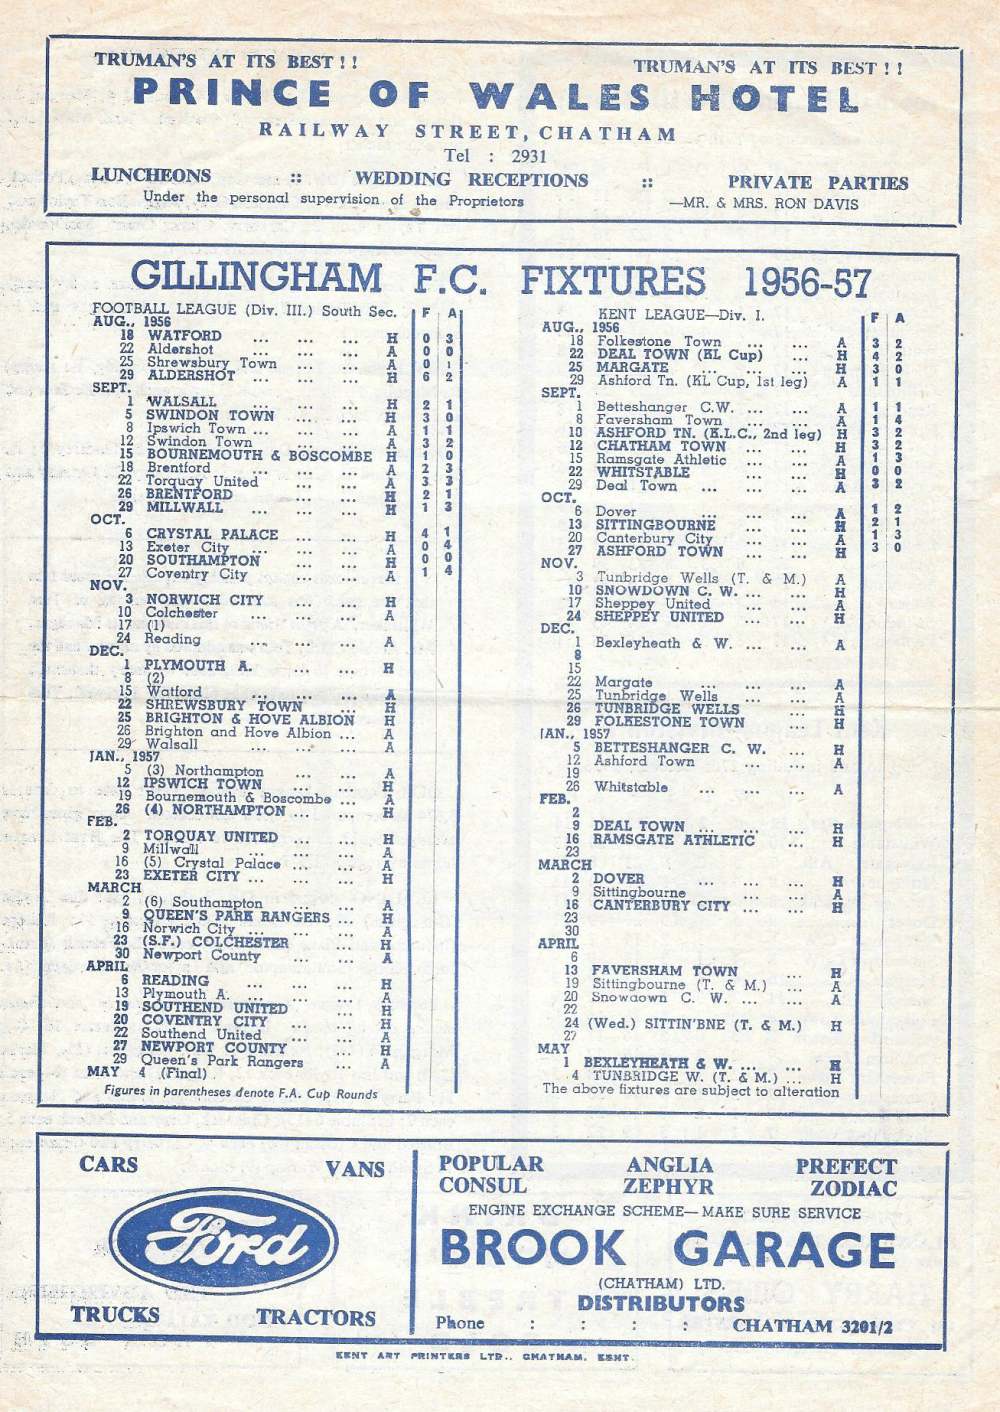 TRUMAN'S AT ITS BEST ! ! TRUMAN'S AT ITS BEST ! !
PRINCE OF WALES HOTEL
RAILWAY STREET, CHATHAM
Tel : 2931
LUNCHEONS :: WEDDING RECEPTIONS :: PRIVATE PARTIES
Under the personal supervision of the Proprietors —MR. & MRS. RON DAVIS
GILLINGHAM F.C. FIXTURES 1956-57
FOOTBALL LEAGUE (Div. III.) South Sec. F A
AUG., 1956
18 WATFORD ... ... ... H 0 3
22 Aldershot ... ... ... A 0 0
25 Shrewsbury Town ... ... A 0 1
29 ALDERSHOT ... ... ... H 6 2
SEPT.
1 WALSALL ... ... ... H 2 1
5 SWINDON TOWN ... ... H 3 0
8 Ipswich Town ... ... ... A 1 1
12 Swindon Town ... ... A 3 2
15 BOURNEMOUTH & BOSCOMBE H 1 0
18 Brentford ... ... ... A 2 3
22 Torquay United ... ... A 3 3
26 BRENTFORD ... ... ... H 2 1
29 MILLWALL ... ... ... H 1 3
OCT.
6 CRYSTAL PALACE ... ... H 4 1
13 Exeter City ... ... ... A 0 4
20 SOUTHAMPTON ... ... H 0 0
27 Coventry City ... ... A 1 4
NOV.
3 NORWICH CITY ... ... H
10 Colchester ... ... ... A
17 (1)
24 Reading ... ... ... A
DEC.
1 PLYMOUTH A. ... ... H
8 (2)
15 Watford ... ... ... A
22 SHREWSBURY TOWN ... ... H
25 BRIGHTON & HOVE ALBION H
26 Brighton and Hove Albion ... A
29 Walsall ... ... ... A
JAN., 1957
5 (3) Northampton ... ... A
12 IPSWICH TOWN ... ... H
19 Bournemouth & Boscombe ... A
26 (4) NORTHAMPTON ... ... H
FEB.
2 TORQUAY UNITED ... ... H
9 Millwall ... ... ... A
16 (5) Crystal Palace ... ... A
23 EXETER CITY ... ... ... H
MARCH
2 (6) Southampton ... ... A
9 QUEEN'S PARK RANGERS ... H
16 Norwich City ... ... ... A
23 (S.F.) COLCHESTER H
30 Newport County ... ... A
APRIL
6 READING ... ... ... H
13 Plymouth A. ... ... ... A
19 SOUTHEND UNITED ... ... H
20 COVENTRY CITY ... ... H
22 Southend United ... ... A
27 NEWPORT COUNTY ... H
29 Queen's Park Rangers ... A
MAY 4 (Final)
Figures in parentheses denote F.A. Cup Rounds
KENT LEAGUE—Div. I. F A
AUG., 1956
18 Folkestone Town ... ... A 3 2
22 DEAL TOWN (KL Cup) ... H 4 2
25 MARGATE ... ... ... H 3 0
29 Ashford Tn. (KL Cup, 1st leg) A 1 1
SEPT.
1 Betteshanger C.W. ... ... A 1 1
8 Faversham Town ... ... A 1 4
10 ASHFORD TN. (K.L.C., 2nd leg) H 3 2
12 CHATHAM TOWN ... ... H 3 2
15 Ramsgate Athletic ... ... A 1 3
22 WHITSTABLE ... ... H 0 0
29 Deal Town ... ... ... A 3 2
OCT.
6 Dover ... ... ... A 1 2
13 SITTINGBOURNE ... ... H 2 1
20 Canterbury City ... ... A 1 3
27 ASHFORD TOWN ... ... H 3 0
NOV.
3 Tunbridge Wells (T. & M.) A
10 SNOWDOWN C. W. ... ... H
17 Sheppey United ... ... A
24 SHEPPEY UNITED ... ... H
DEC.
1 Bexleyheath & W. ... ... A
8
15
22 Margate ... ... ... A
25 Tunbridge Wells ... ... A
26 TUNBRIDGE WELLS ... H
29 FOLKESTONE TOWN ... H
JAN., 1957
5 BETTESHANGER C. W. ... H
12 Ashford Town ... ... A
19
26 Whitstable ... ... ... A
FEB.
2
9 DEAL TOWN ... ... ... H
16 RAMSGATE ATHLETIC ... H
23
MARCH
2 DOVER ... ... ... H
9 Sittingbourne ... ... A
16 CANTERBURY CITY ... ... H
23
30
APRIL
6
13 FAVERSHAM TOWN ... H
19 Sittingbourne (T. & M.) ... A
20 Snowdown C. W. ... ... A
22
24 (Wed.) SITTIN'BNE (T. & M.) H
27
MAY
1 BEXLEYHEATH & W. ... ... H
4 TUNBRIDGE W. (T. & M.) ... H
The above fixtures are subject to alteration
CARS VANS
Ford
TRUCKS TRACTORS
POPULAR ANGLIA PREFECT
CONSUL ZEPHYR ZODIAC
ENGINE EXCHANGE SCHEME—MAKE SURE SERVICE
BROOK GARAGE
(CHATHAM) LTD.
DISTRIBUTORS
Phone : : : : CHATHAM 3201/2
KENT ART PRINTERS LTD., CHATHAM, KENT.